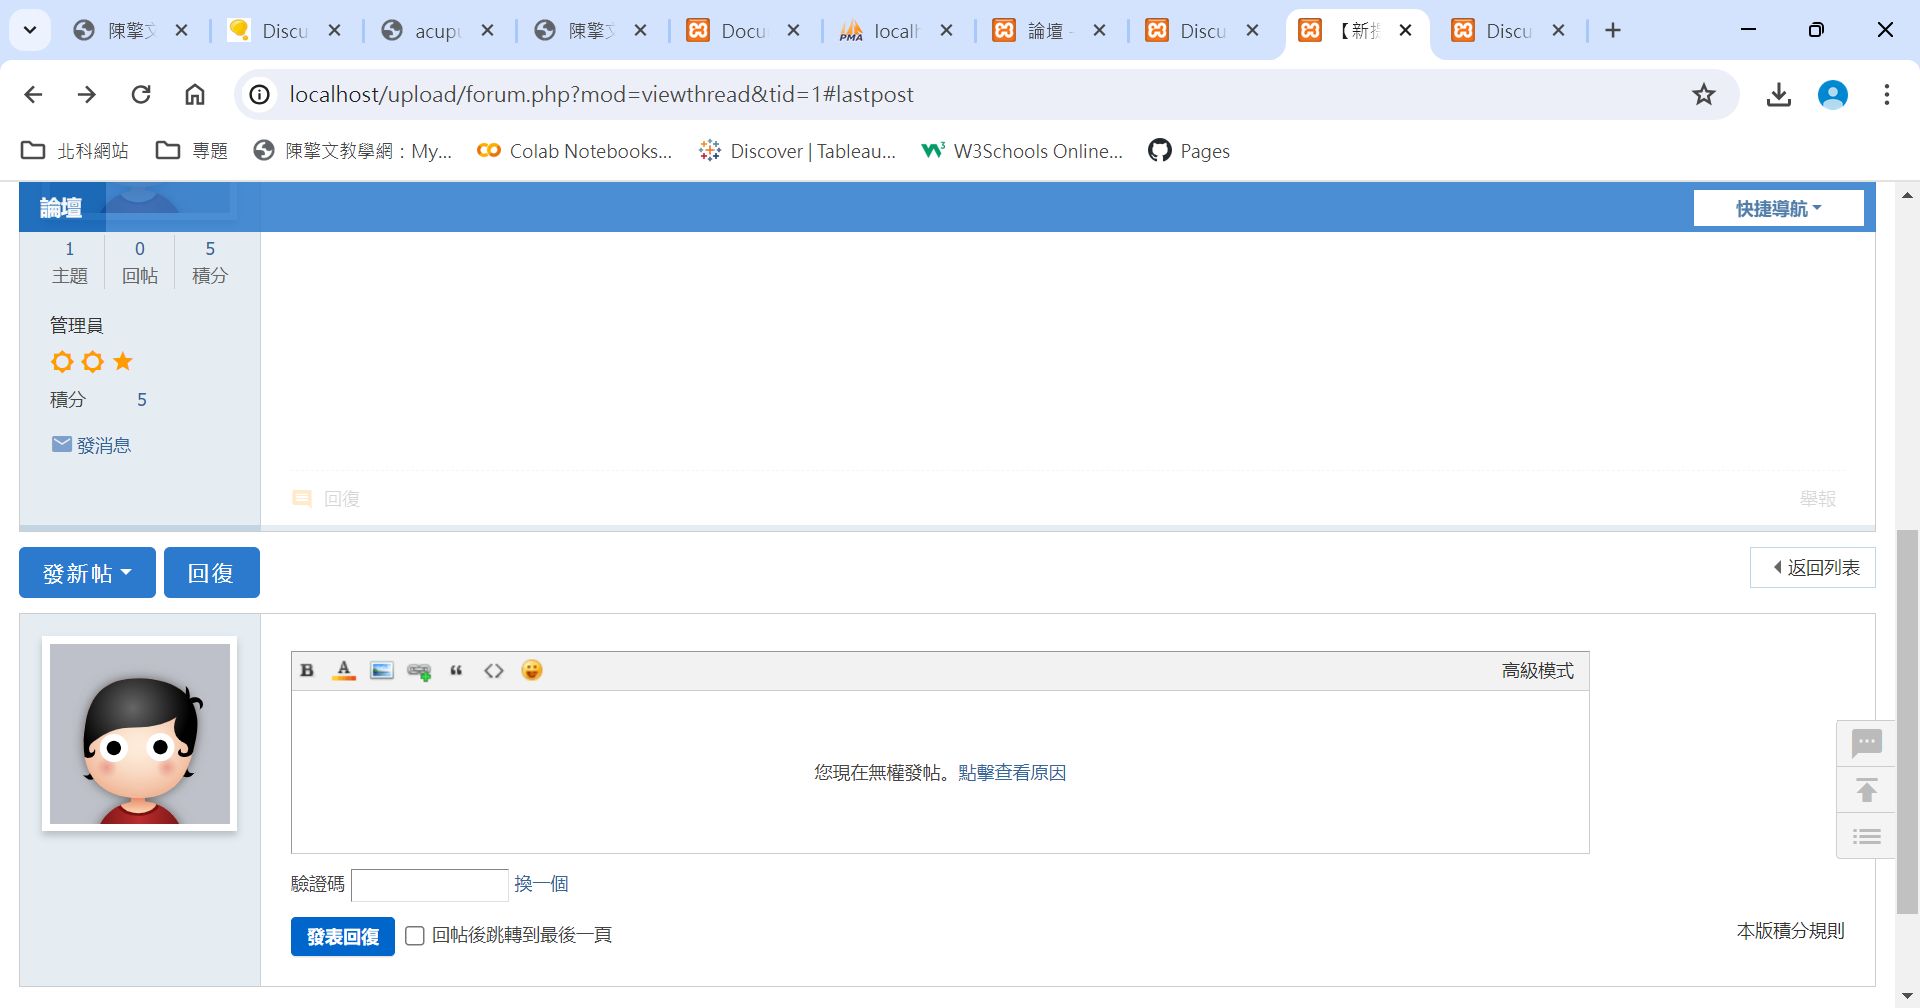 陳擎文
Discu
acupu
陳擎文
Docu
localh
論壇 -
Discu
【新提
Discu
localhost/upload/forum.php?mod=viewthread&tid=1#lastpost
北科網站
專題
陳擎文教學網：My...
Colab Notebooks...
Discover | Tableau...
W3Schools Online...
Pages
論壇
快捷導航
1 0 5
主題 回帖 積分
管理員
積分 5
發消息
回復
舉報
發新帖
回復
返回列表
B A “ <>
高級模式
您現在無權發帖。點擊查看原因
驗證碼 換一個
發表回復 回帖後跳轉到最後一頁
本版積分規則